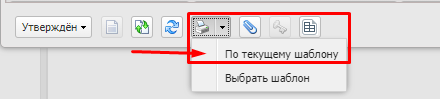 Утверждён
По текущему шаблону
Выбрать шаблон